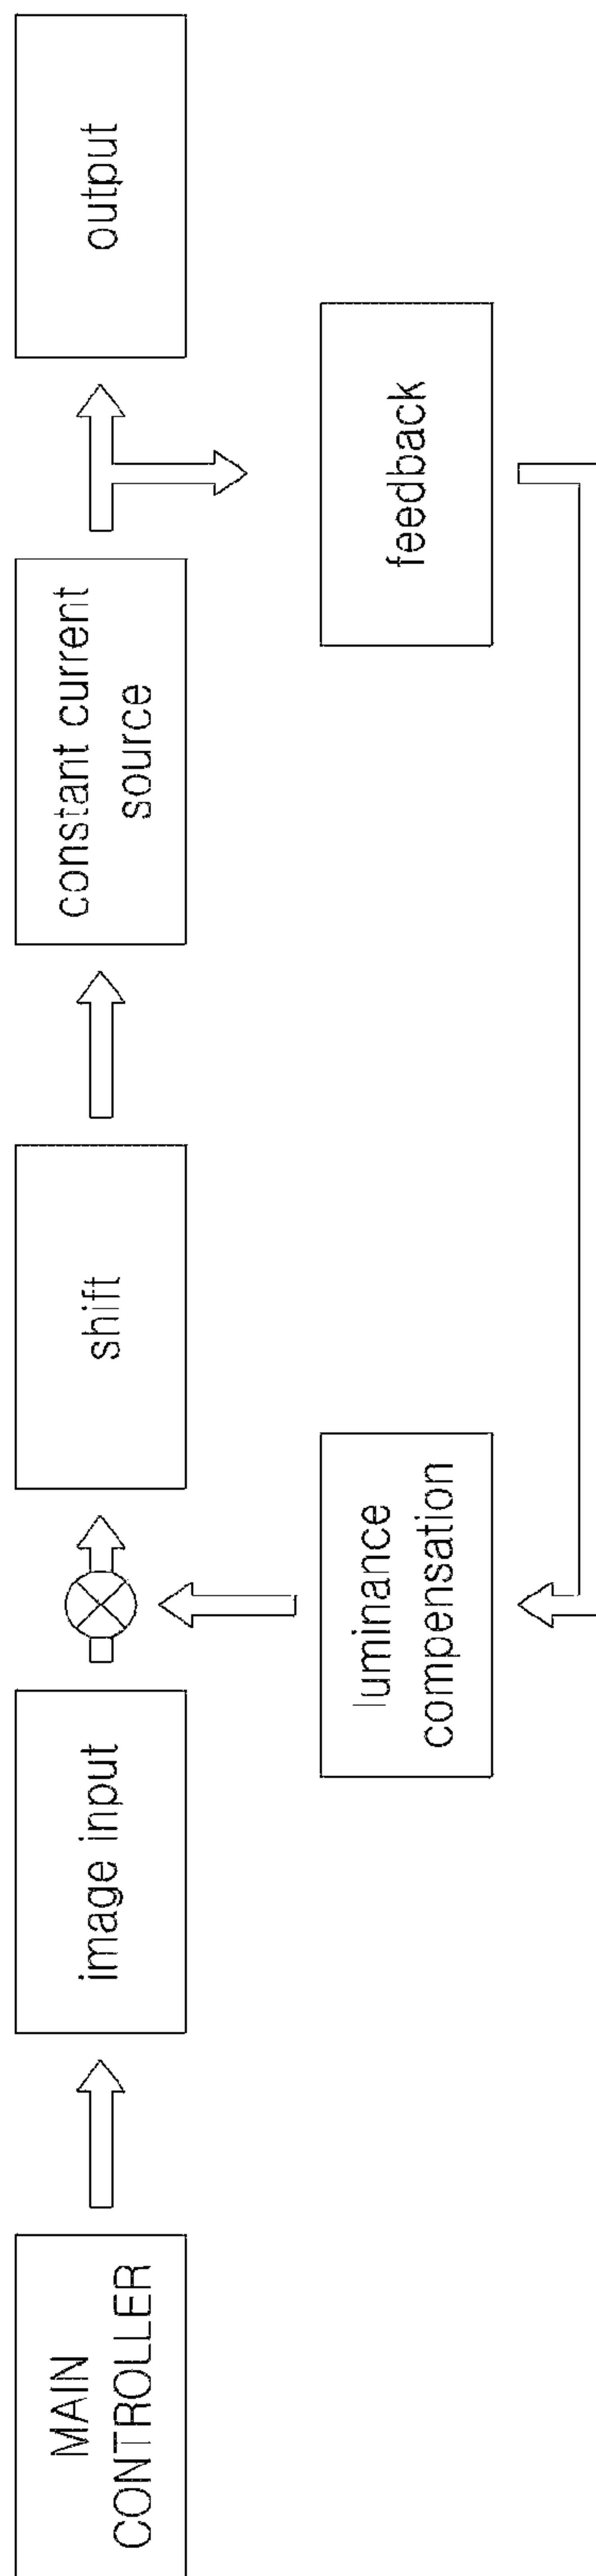 MAIN
CONTROLLER
image input
shift
constant current
source
output
luminance
compensation
feedback